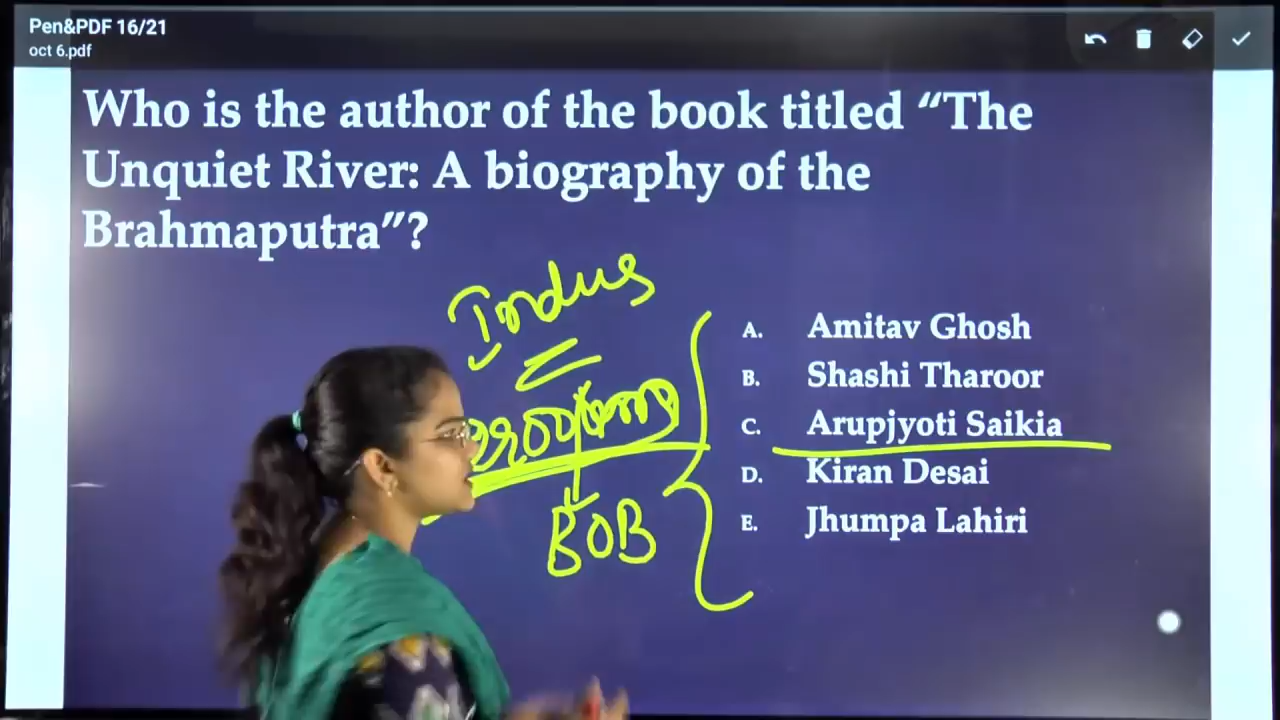 Pen&PDF 16/21
oct 6.pdf
Who is the author of the book titled “The
Unquiet River: A biography of the
Brahmaputra”?
Indus
BOB
A. Amitav Ghosh
B. Shashi Tharoor
C. Arupjyoti Saikia
D. Kiran Desai
E. Jhumpa Lahiri